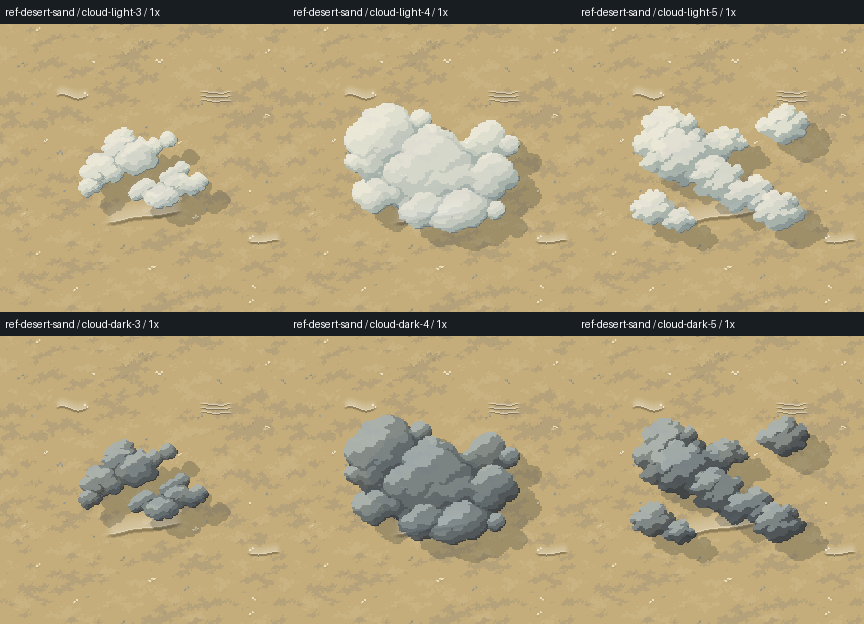 ref-desert-sand / cloud-light-3 / 1x
ref-desert-sand / cloud-light-4 / 1x
ref-desert-sand / cloud-light-5 / 1x
ref-desert-sand / cloud-dark-3 / 1x
ref-desert-sand / cloud-dark-4 / 1x
ref-desert-sand / cloud-dark-5 / 1x